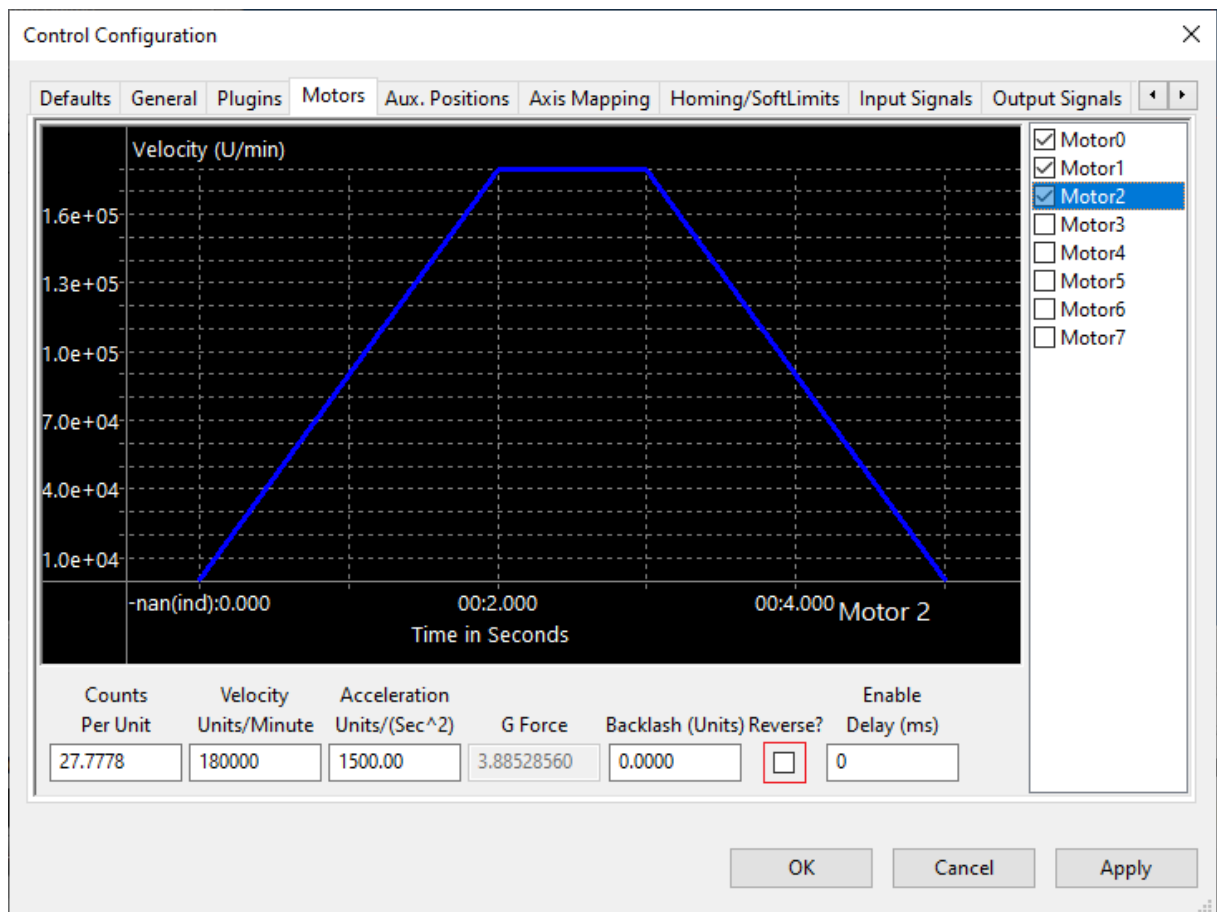 Control Configuration
Defaults General Plugins Motors Aux. Positions Axis Mapping Homing/SoftLimits Input Signals Output Signals
Velocity (U/min)
1.6e+05
1.3e+05
1.0e+05
7.0e+04
4.0e+04
1.0e+04
-nan(ind):0.000 00:2.000 00:4.000 Motor 2
Time in Seconds
Motor0
Motor1
Motor2
Motor3
Motor4
Motor5
Motor6
Motor7
Counts Velocity Acceleration Enable
Per Unit Units/Minute Units/(Sec^2) G Force Backlash (Units) Reverse? Delay (ms)
27.7778 180000 1500.00 3.88528560 0.0000 0
OK Cancel Apply